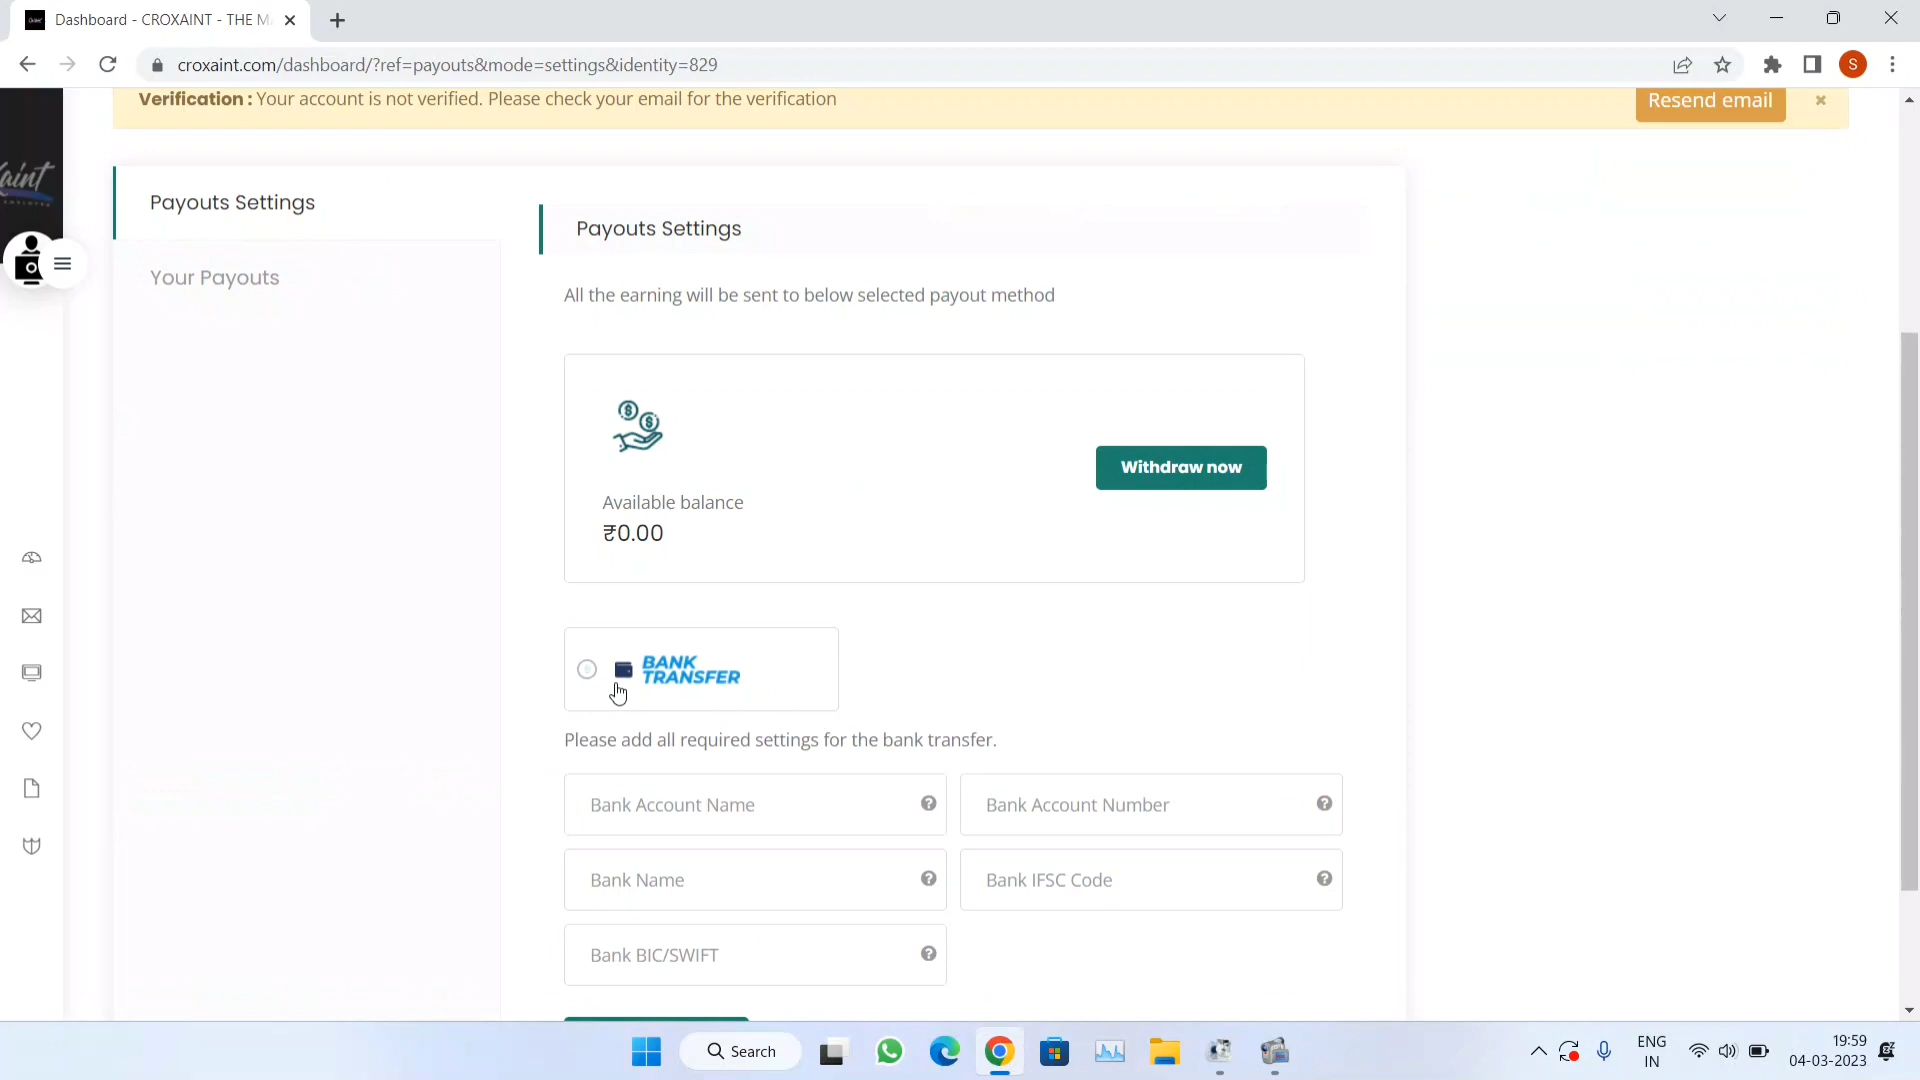 Dashboard - CROXAINT - THE M
croxaint.com/dashboard/?ref=payouts&mode=settings&identity=829
S
Verification : Your account is not verified. Please check your email for the verification
Resend email
Payouts Settings
Your Payouts
Payouts Settings
All the earning will be sent to below selected payout method
Withdraw now
Available balance
₹0.00
BANK
TRANSFER
Please add all required settings for the bank transfer.
Bank Account Name
Bank Account Number
Bank Name
Bank IFSC Code
Bank BIC/SWIFT
Search
ENG
IN
19:59
04-03-2023